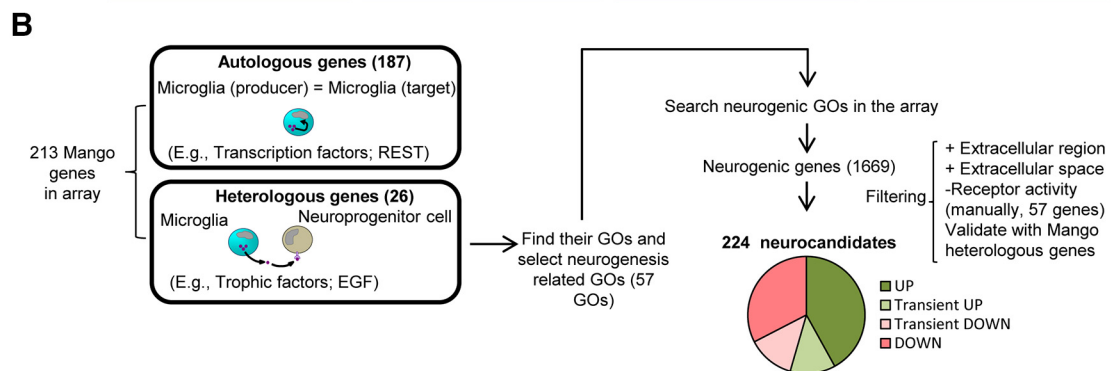 B
213 Mango
genes
in array
Autologous genes (187)
Microglia (producer) = Microglia (target)
(E.g., Transcription factors; REST)
Heterologous genes (26)
Microglia
Neuroprogenitor cell
(E.g., Trophic factors; EGF)
Find their GOs and
select neurogenesis
related GOs (57
GOs)
Search neurogenic GOs in the array
Neurogenic genes (1669)
Filtering
+ Extracellular region
+ Extracellular space
-Receptor activity
(manually, 57 genes)
Validate with Mango
heterologous genes
224 neurocandidates
UP
Transient UP
Transient DOWN
DOWN